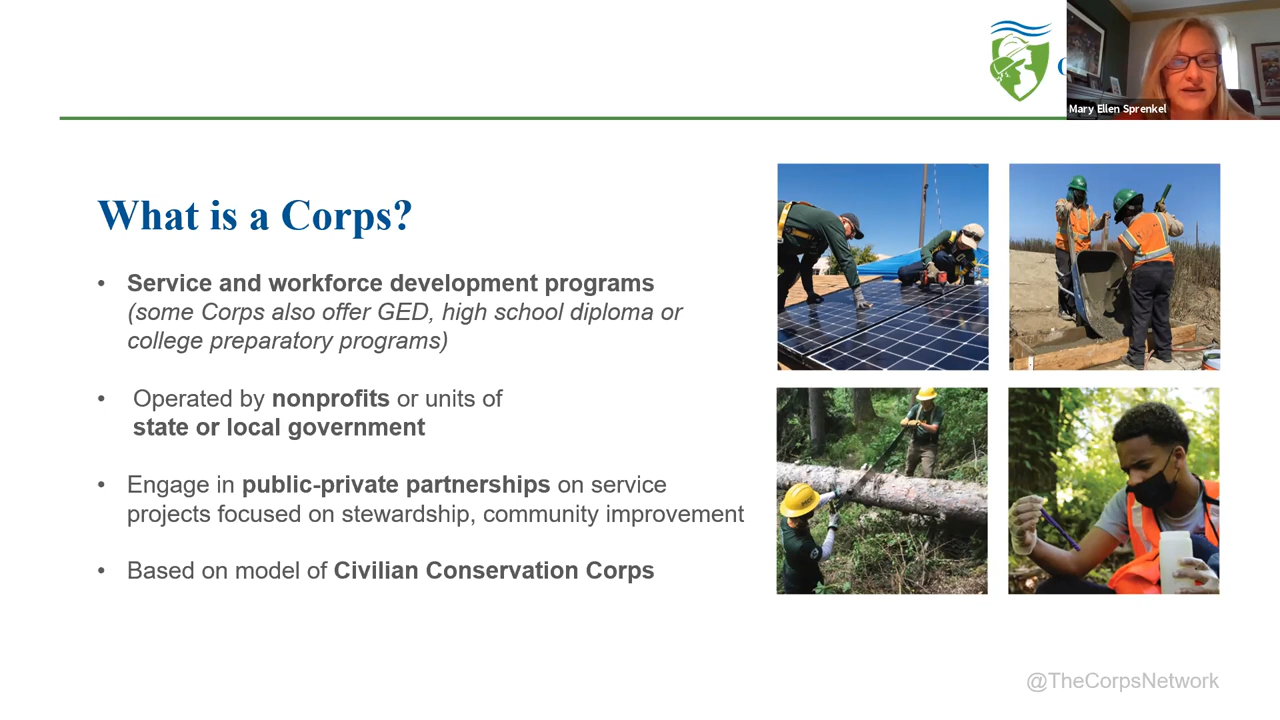 Mary Ellen Sprenkel
What is a Corps?
• Service and workforce development programs
(some Corps also offer GED, high school diploma or
college preparatory programs)
• Operated by nonprofits or units of
state or local government
• Engage in public-private partnerships on service
projects focused on stewardship, community improvement
• Based on model of Civilian Conservation Corps
@TheCorpsNetwork